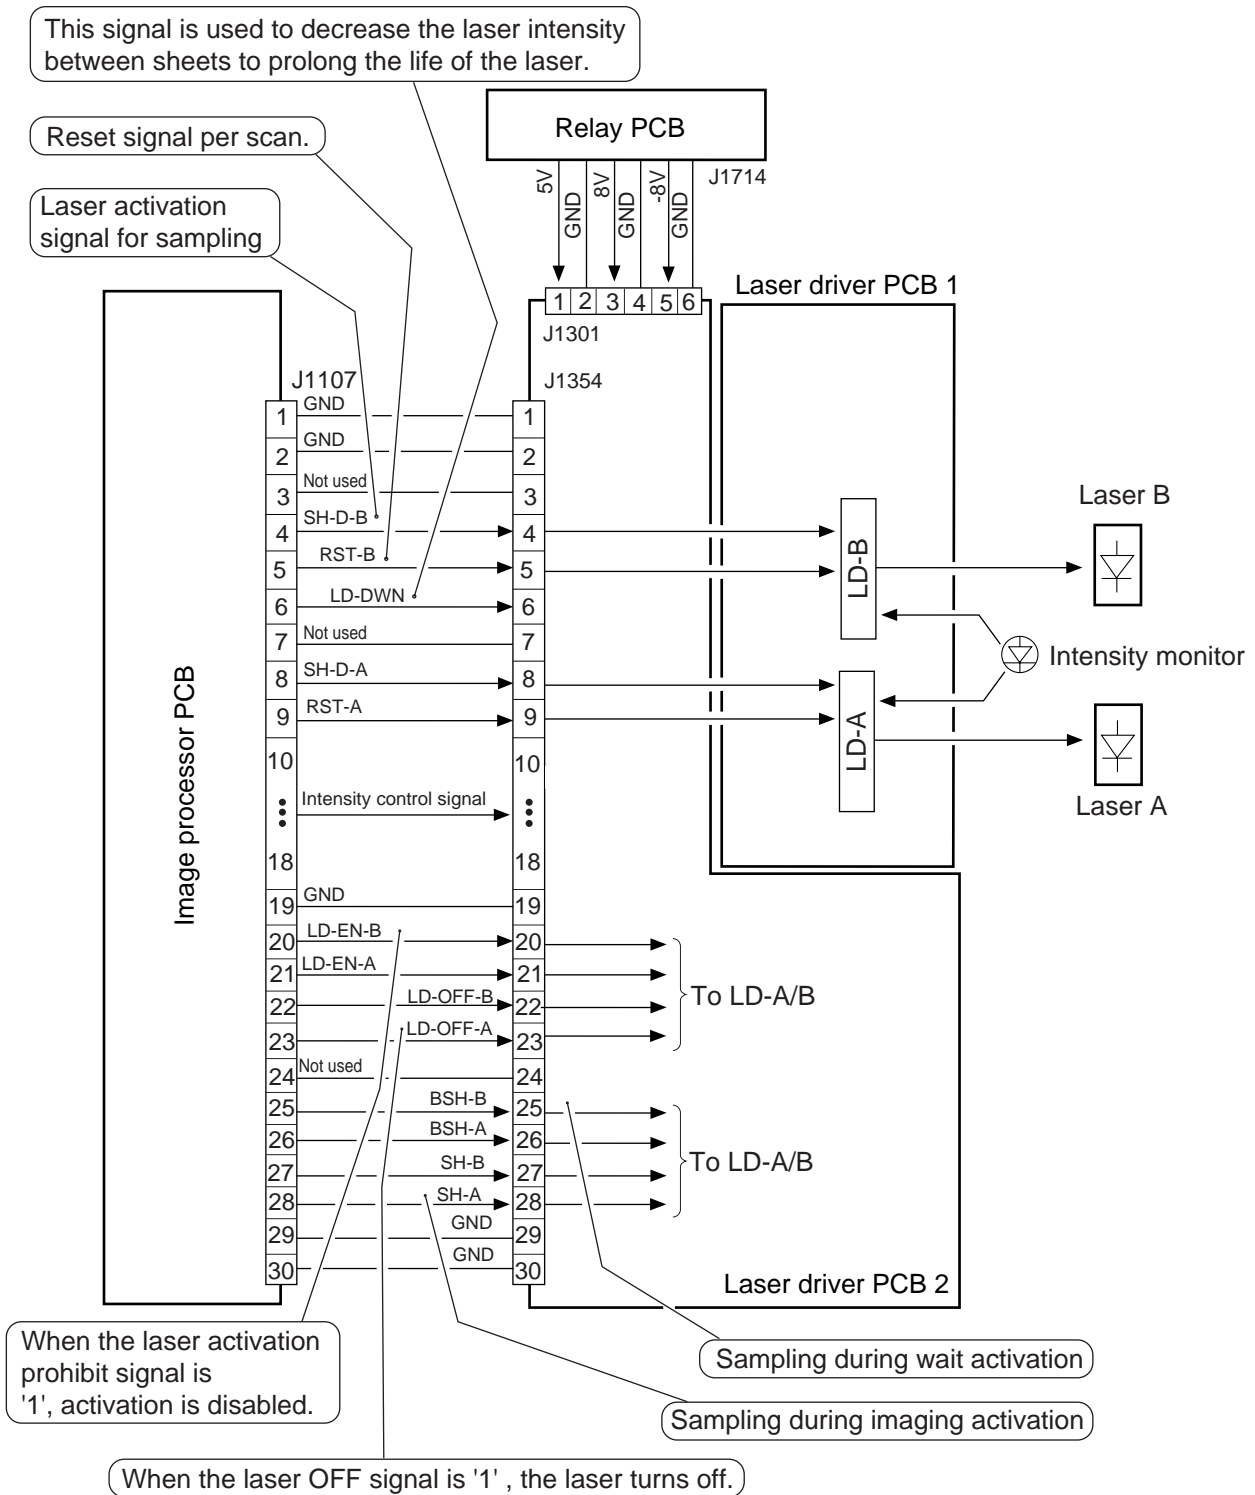 This signal is used to decrease the laser intensity
between sheets to prolong the life of the laser.
Relay PCB
Reset signal per scan.
J1714
5V
GND
8V
GND
-8V
GND
Laser activation
signal for sampling
Laser driver PCB 1
1 2 3 4 5 6
J1301
J1107
J1354
1 GND 1
2 GND 2
3 Not used 3
Laser B
4 SH-D-B 4
5 RST-B 5
LD-B
6 LD-DWN 6
7 Not used 7
Intensity monitor
8 SH-D-A 8
9 RST-A 9
LD-A
Image processor PCB
10 10
Intensity control signal
Laser A
18 18
19 GND 19
20 LD-EN-B 20
21 LD-EN-A 21
22 LD-OFF-B 22
To LD-A/B
23 LD-OFF-A 23
24 Not used 24
25 BSH-B 25
26 BSH-A 26
To LD-A/B
27 SH-B 27
28 SH-A 28
29 GND 29
30 GND 30
Laser driver PCB 2
When the laser activation
prohibit signal is
'1', activation is disabled.
Sampling during wait activation
Sampling during imaging activation
When the laser OFF signal is '1' , the laser turns off.